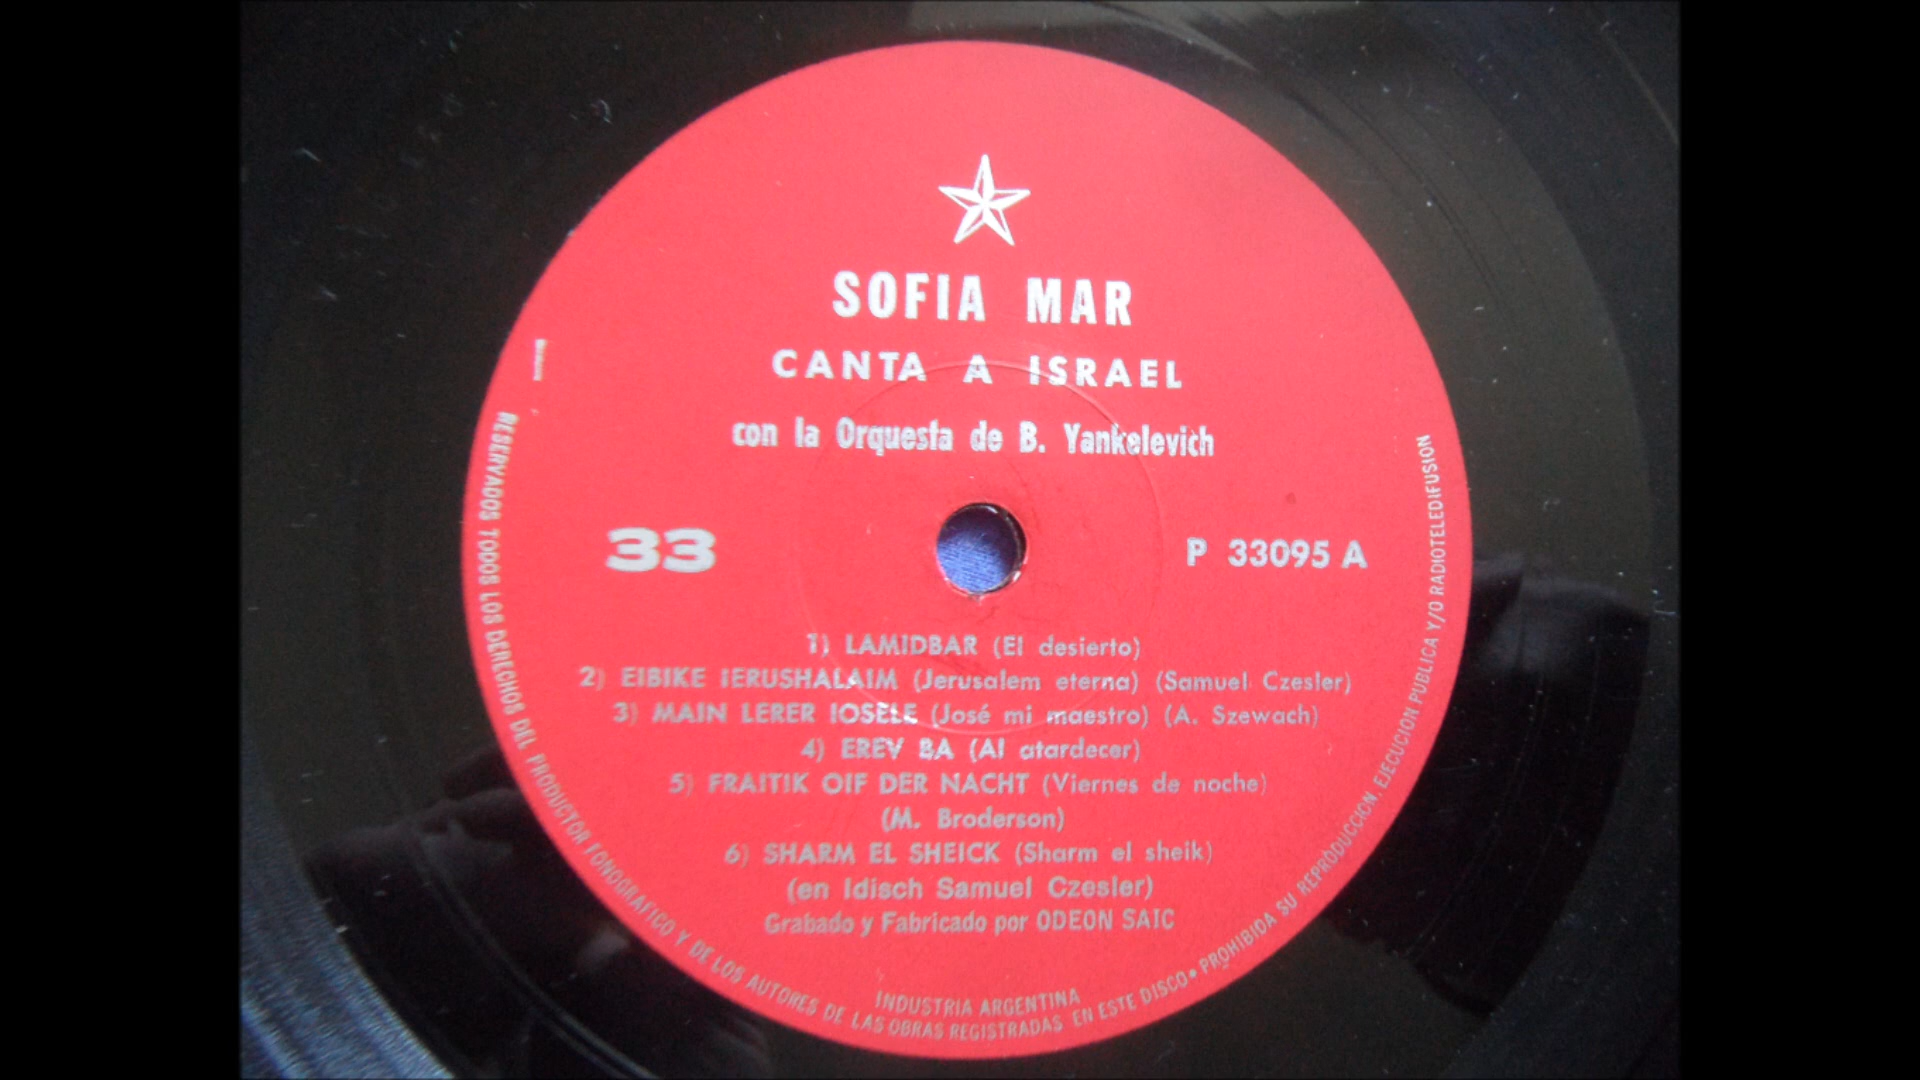 SOFIA MAR
CANTA A ISRAEL
con la Orquesta de B. Yankelevich
33
P 33095 A
1) LAMIDBAR (El desierto)
2) EIBIKE IERUSHALAIM (Jerusalem eterna) (Samuel Czesler)
3) MAIN LERER IOSELE (José mi maestro) (A. Szewach)
4) EREV BA (Al atardecer)
5) FRAITIK OIF DER NACHT (Viernes de noche)
(M. Broderson)
6) SHARM EL SHEICK (Sharm el sheik)
(en Idisch Samuel Czesler)
Grabado y Fabricado por ODEON SAIC
INDUSTRIA ARGENTINA
RESERVADOS TODOS LOS DERECHOS DEL PRODUCTOR FONOGRAFICO Y DE LOS AUTORES DE LAS OBRAS REGISTRADAS EN ESTE DISCO • PROHIBIDA SU REPRODUCCION, EJECUCION PUBLICA Y/O RADIOTELEDIFUSION